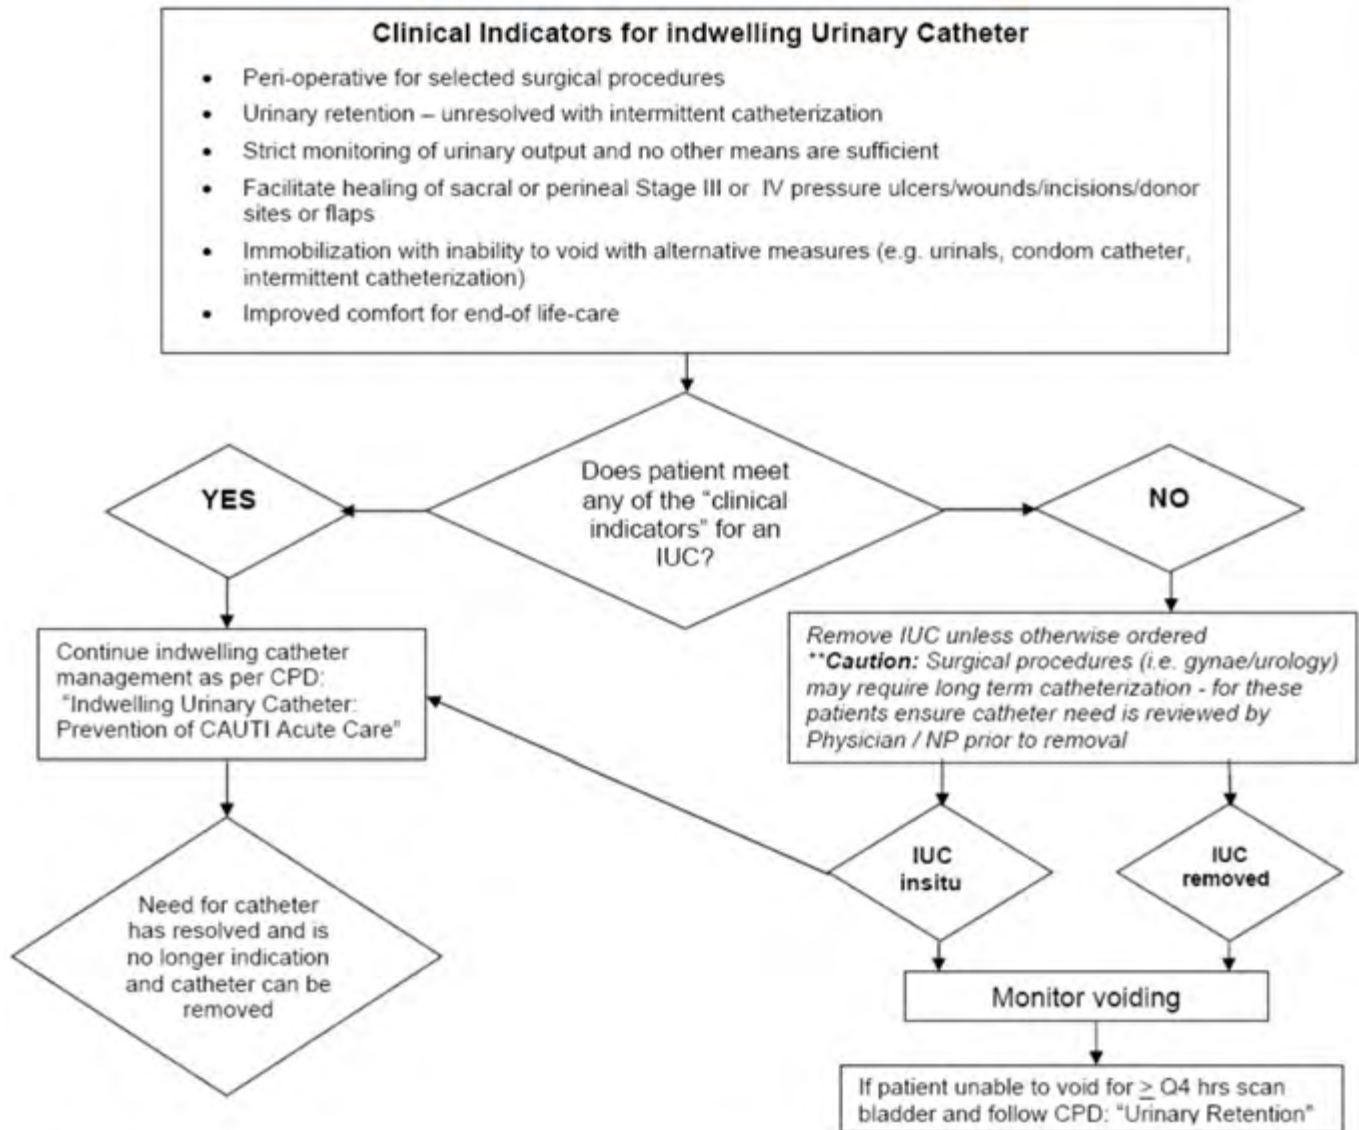 Clinical Indicators for indwelling Urinary Catheter
• Peri-operative for selected surgical procedures
• Urinary retention – unresolved with intermittent catheterization
• Strict monitoring of urinary output and no other means are sufficient
• Facilitate healing of sacral or perineal Stage III or IV pressure ulcers/wounds/incisions/donor
sites or flaps
• Immobilization with inability to void with alternative measures (e.g. urinals, condom catheter,
intermittent catheterization)
• Improved comfort for end-of life-care
Does patient meet
any of the “clinical
indicators” for an
IUC?
YES
NO
Continue indwelling catheter
management as per CPD:
“Indwelling Urinary Catheter:
Prevention of CAUTI Acute Care”
Remove IUC unless otherwise ordered
**Caution: Surgical procedures (i.e. gynae/urology)
may require long term catheterization - for these
patients ensure catheter need is reviewed by
Physician / NP prior to removal
Need for catheter
has resolved and is
no longer indication
and catheter can be
removed
IUC
insitu
IUC
removed
Monitor voiding
If patient unable to void for ≥ Q4 hrs scan
bladder and follow CPD: “Urinary Retention”